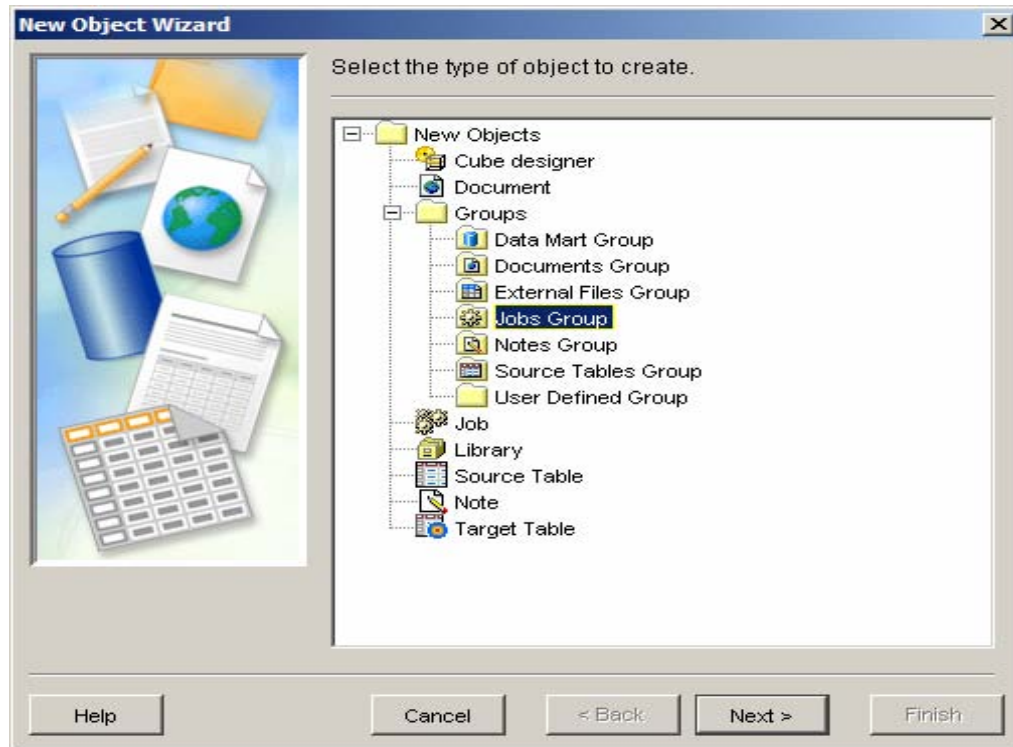 New Object Wizard
Select the type of object to create.
New Objects
Cube designer
Document
Groups
Data Mart Group
Documents Group
External Files Group
Jobs Group
Notes Group
Source Tables Group
User Defined Group
Job
Library
Source Table
Note
Target Table
Help Cancel < Back Next > Finish